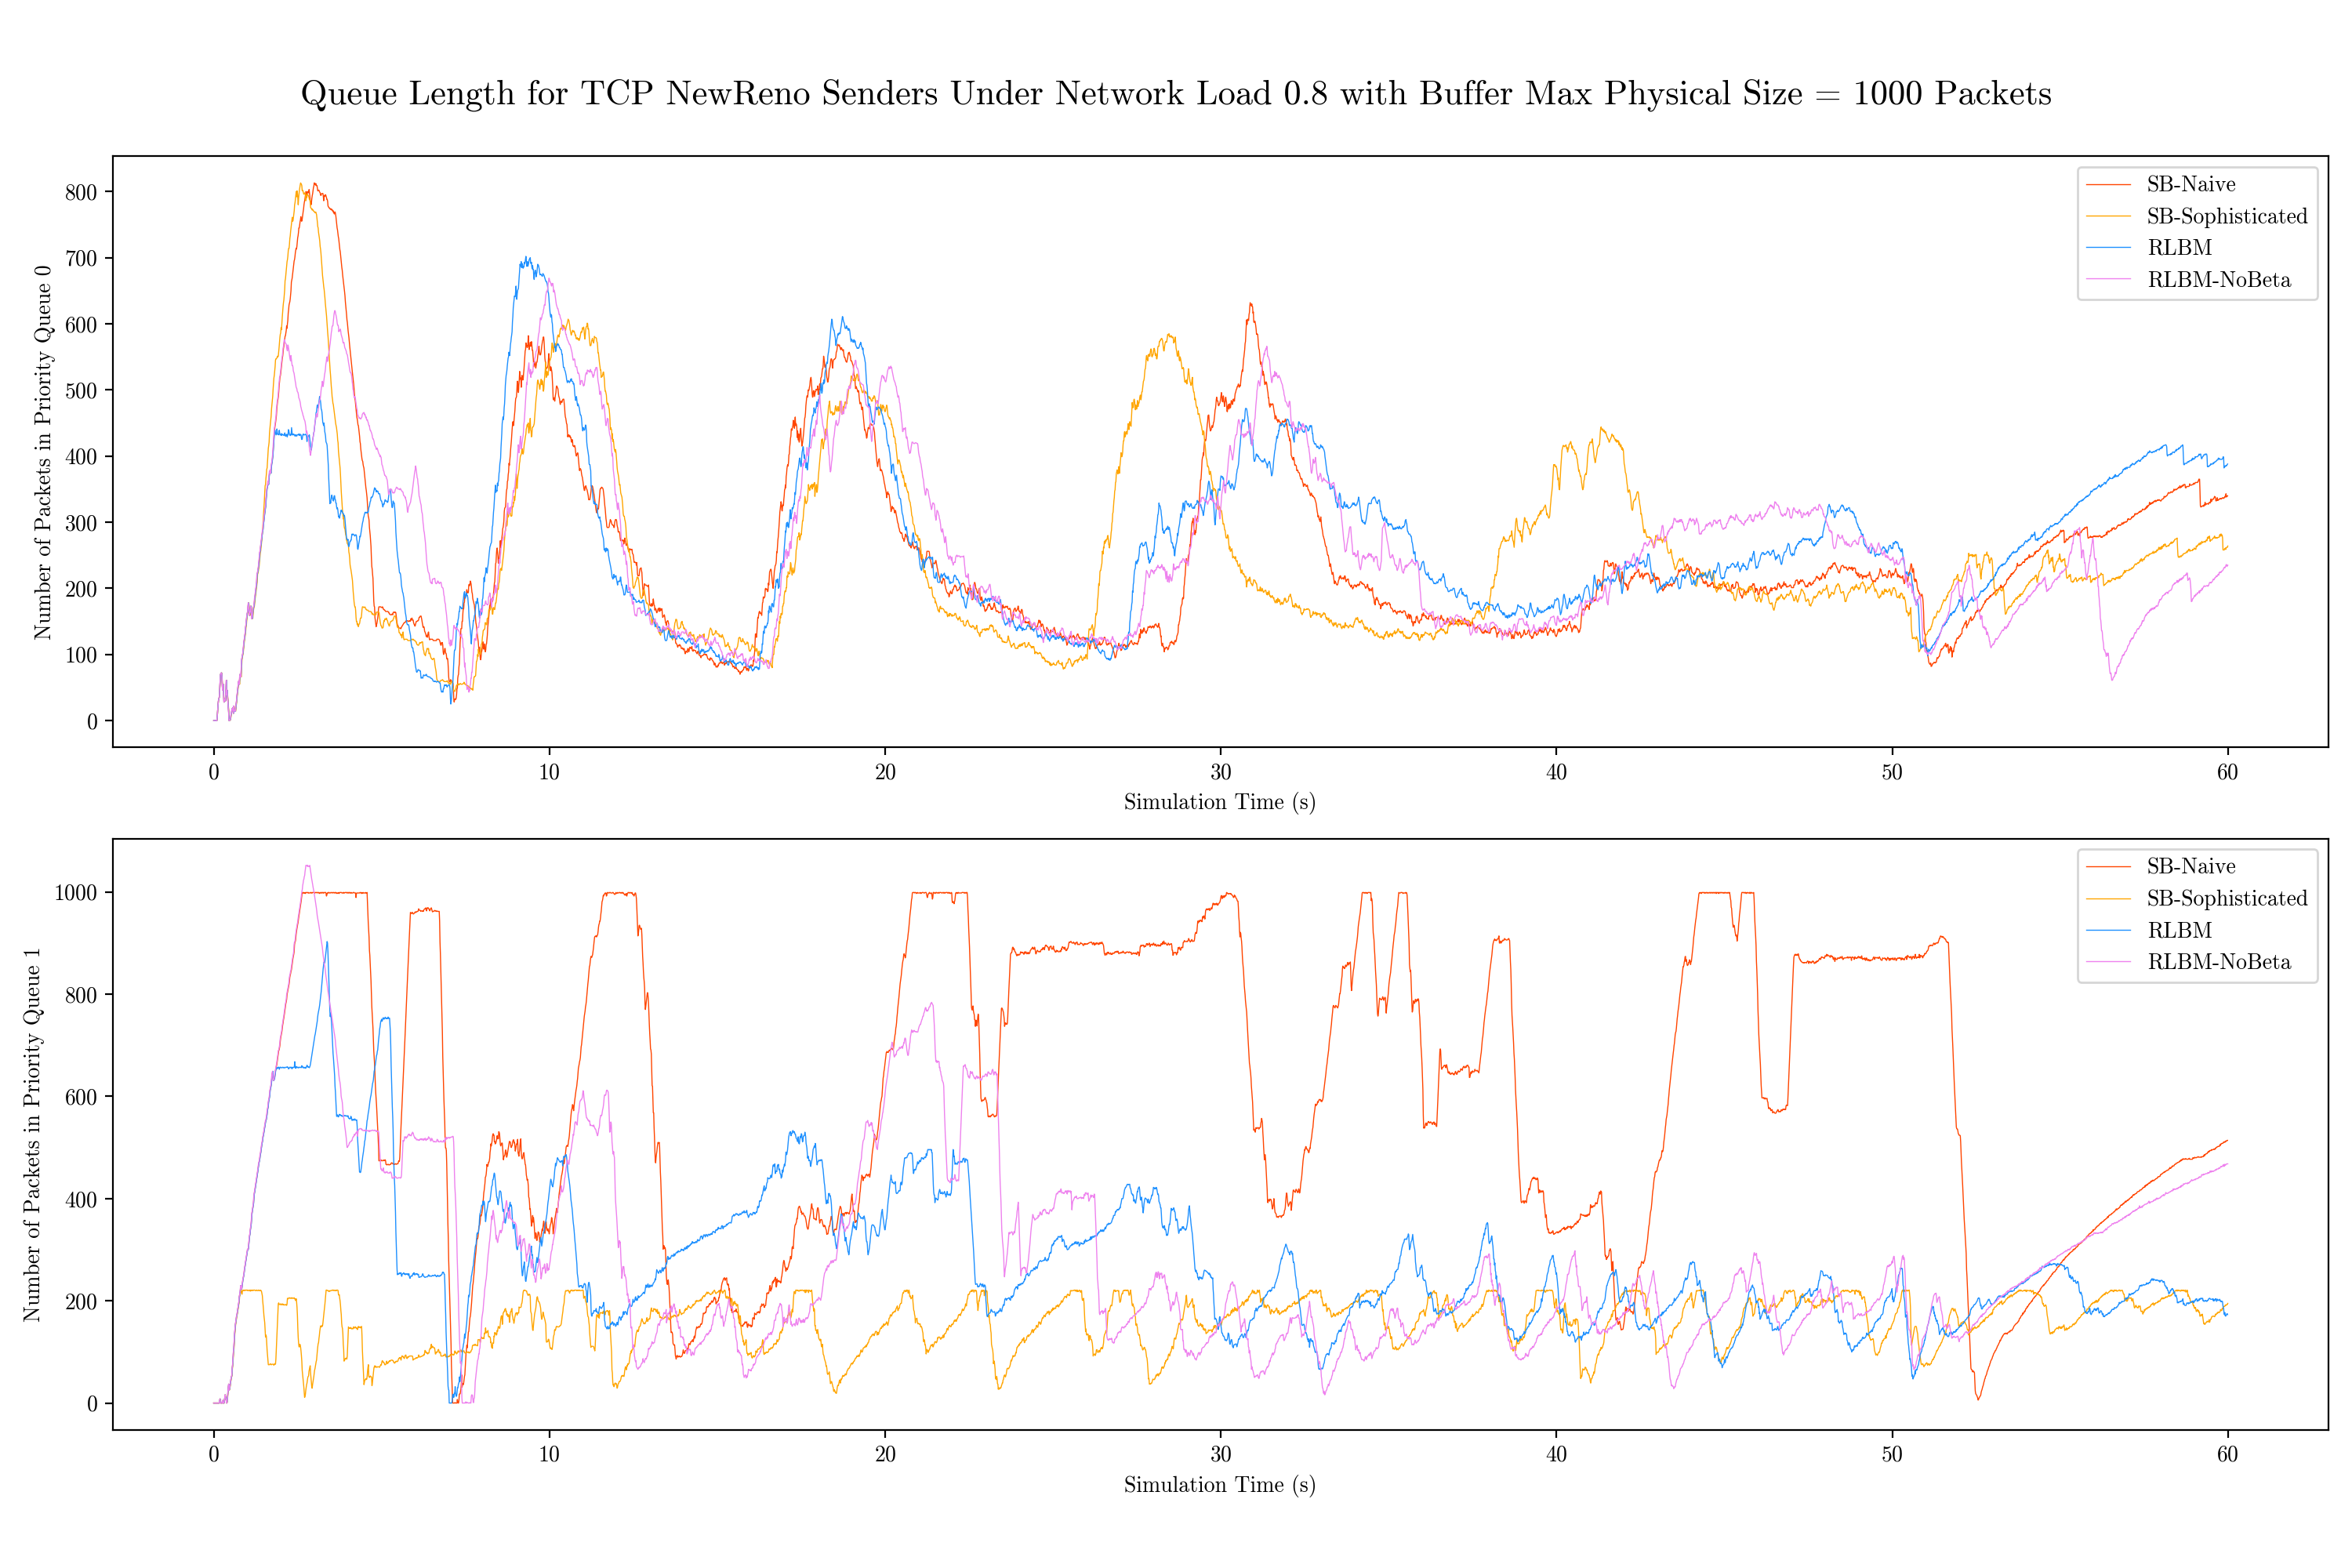 Queue Length for TCP NewReno Senders Under Network Load 0.8 with Buffer Max Physical Size = 1000 Packets
Number of Packets in Priority Queue 0
800
700
600
500
400
300
200
100
0
SB-Naive
SB-Sophisticated
RLBM
RLBM-NoBeta
0 10 20 30 40 50 60
Simulation Time (s)
Number of Packets in Priority Queue 1
1000
800
600
400
200
0
SB-Naive
SB-Sophisticated
RLBM
RLBM-NoBeta
0 10 20 30 40 50 60
Simulation Time (s)